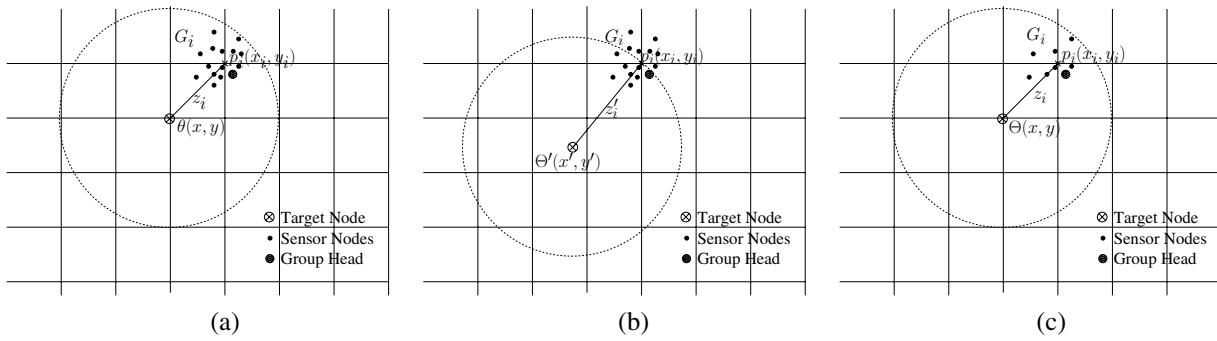 G_i
p_i(x_i, y_i)
z_i
θ(x, y)
Target Node
Sensor Nodes
Group Head
(a)
G_i
p_i(x_i, y_i)
z'_i
Θ'(x', y')
Target Node
Sensor Nodes
Group Head
(b)
G_i
p_i(x_i, y_i)
z_i
Θ(x, y)
Target Node
Sensor Nodes
Group Head
(c)